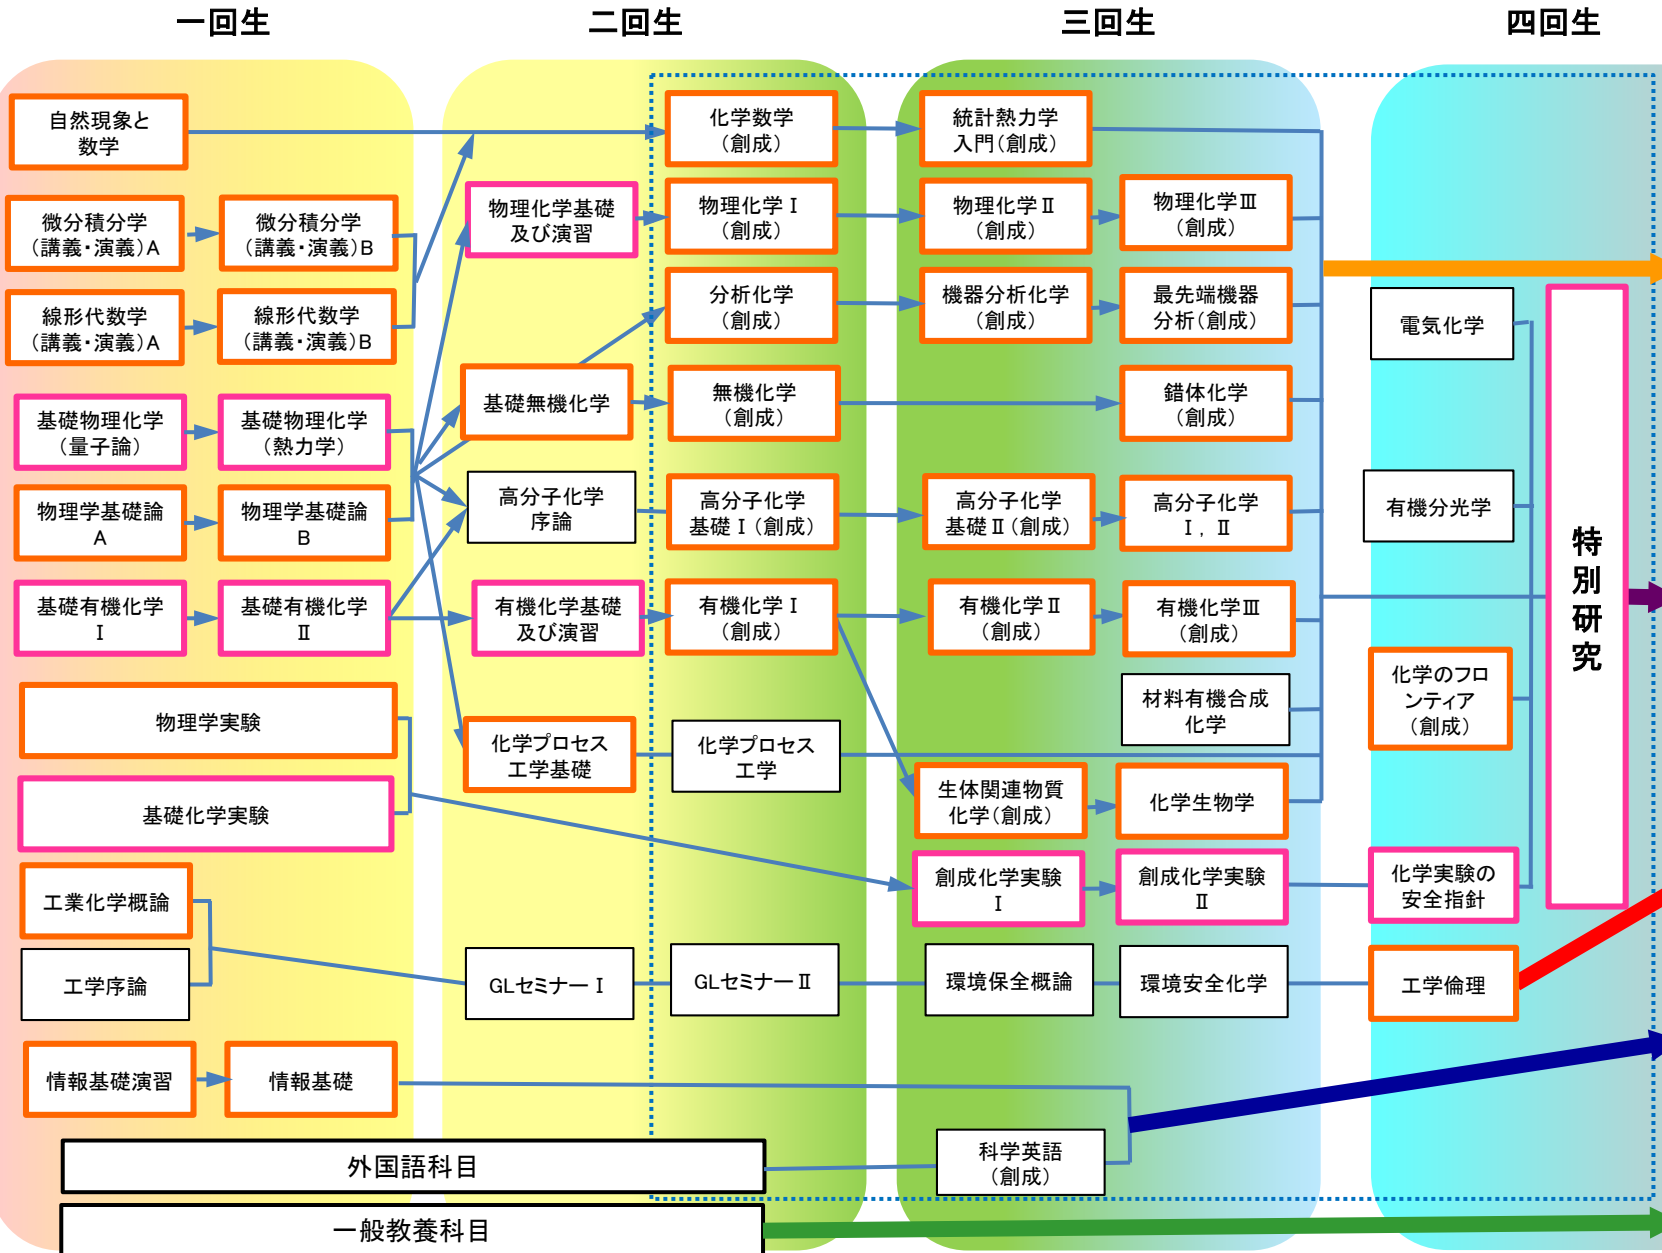 一回生
二回生
三回生
四回生
自然現象と
数学
化学数学
（創成）
統計熱力学
入門（創成）
微分積分学
（講義・演義）A
微分積分学
（講義・演義）B
物理化学基礎
及び演習
物理化学Ⅰ
（創成）
物理化学Ⅱ
（創成）
物理化学Ⅲ
（創成）
線形代数学
（講義・演義）A
線形代数学
（講義・演義）B
分析化学
（創成）
機器分析化学
（創成）
最先端機器
分析（創成）
電気化学
基礎物理化学
（量子論）
基礎物理化学
（熱力学）
基礎無機化学
無機化学
（創成）
錯体化学
（創成）
物理学基礎論
A
物理学基礎論
B
高分子化学
序論
高分子化学
基礎Ⅰ（創成）
高分子化学
基礎Ⅱ（創成）
高分子化学
Ⅰ，Ⅱ
有機分光学
特
別
研
究
基礎有機化学
Ⅰ
基礎有機化学
Ⅱ
有機化学基礎
及び演習
有機化学Ⅰ
（創成）
有機化学Ⅱ
（創成）
有機化学Ⅲ
（創成）
物理学実験
材料有機合成
化学
化学のフロ
ンティア
（創成）
化学プロセス
工学基礎
化学プロセス
工学
基礎化学実験
生体関連物質
化学（創成）
化学生物学
工業化学概論
創成化学実験
Ⅰ
創成化学実験
Ⅱ
化学実験の
安全指針
工学序論
GLセミナーⅠ
GLセミナーⅡ
環境保全概論
環境安全化学
工学倫理
情報基礎演習
情報基礎
外国語科目
科学英語
（創成）
一般教養科目